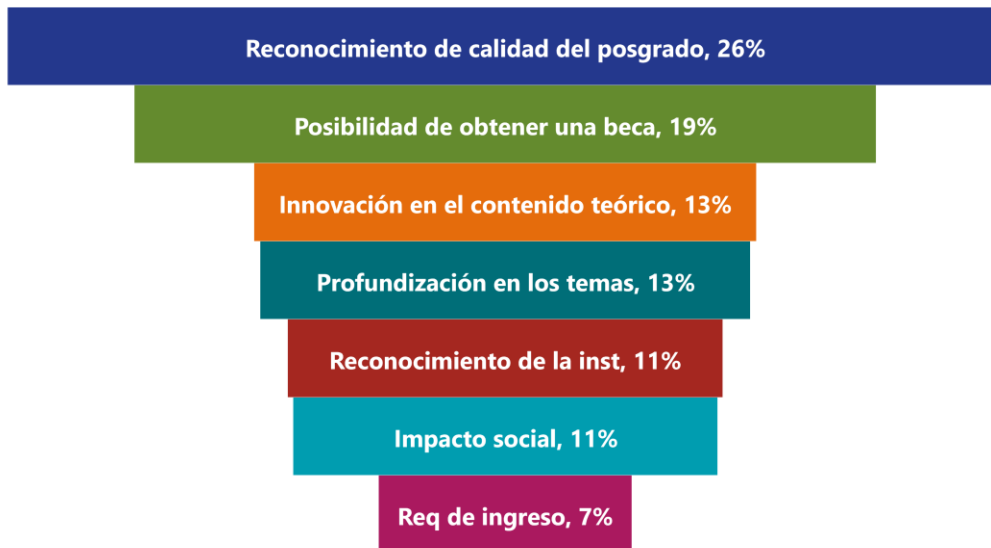 Reconocimiento de calidad del posgrado, 26%
Posibilidad de obtener una beca, 19%
Innovación en el contenido teórico, 13%
Profundización en los temas, 13%
Reconocimiento de la inst, 11%
Impacto social, 11%
Req de ingreso, 7%